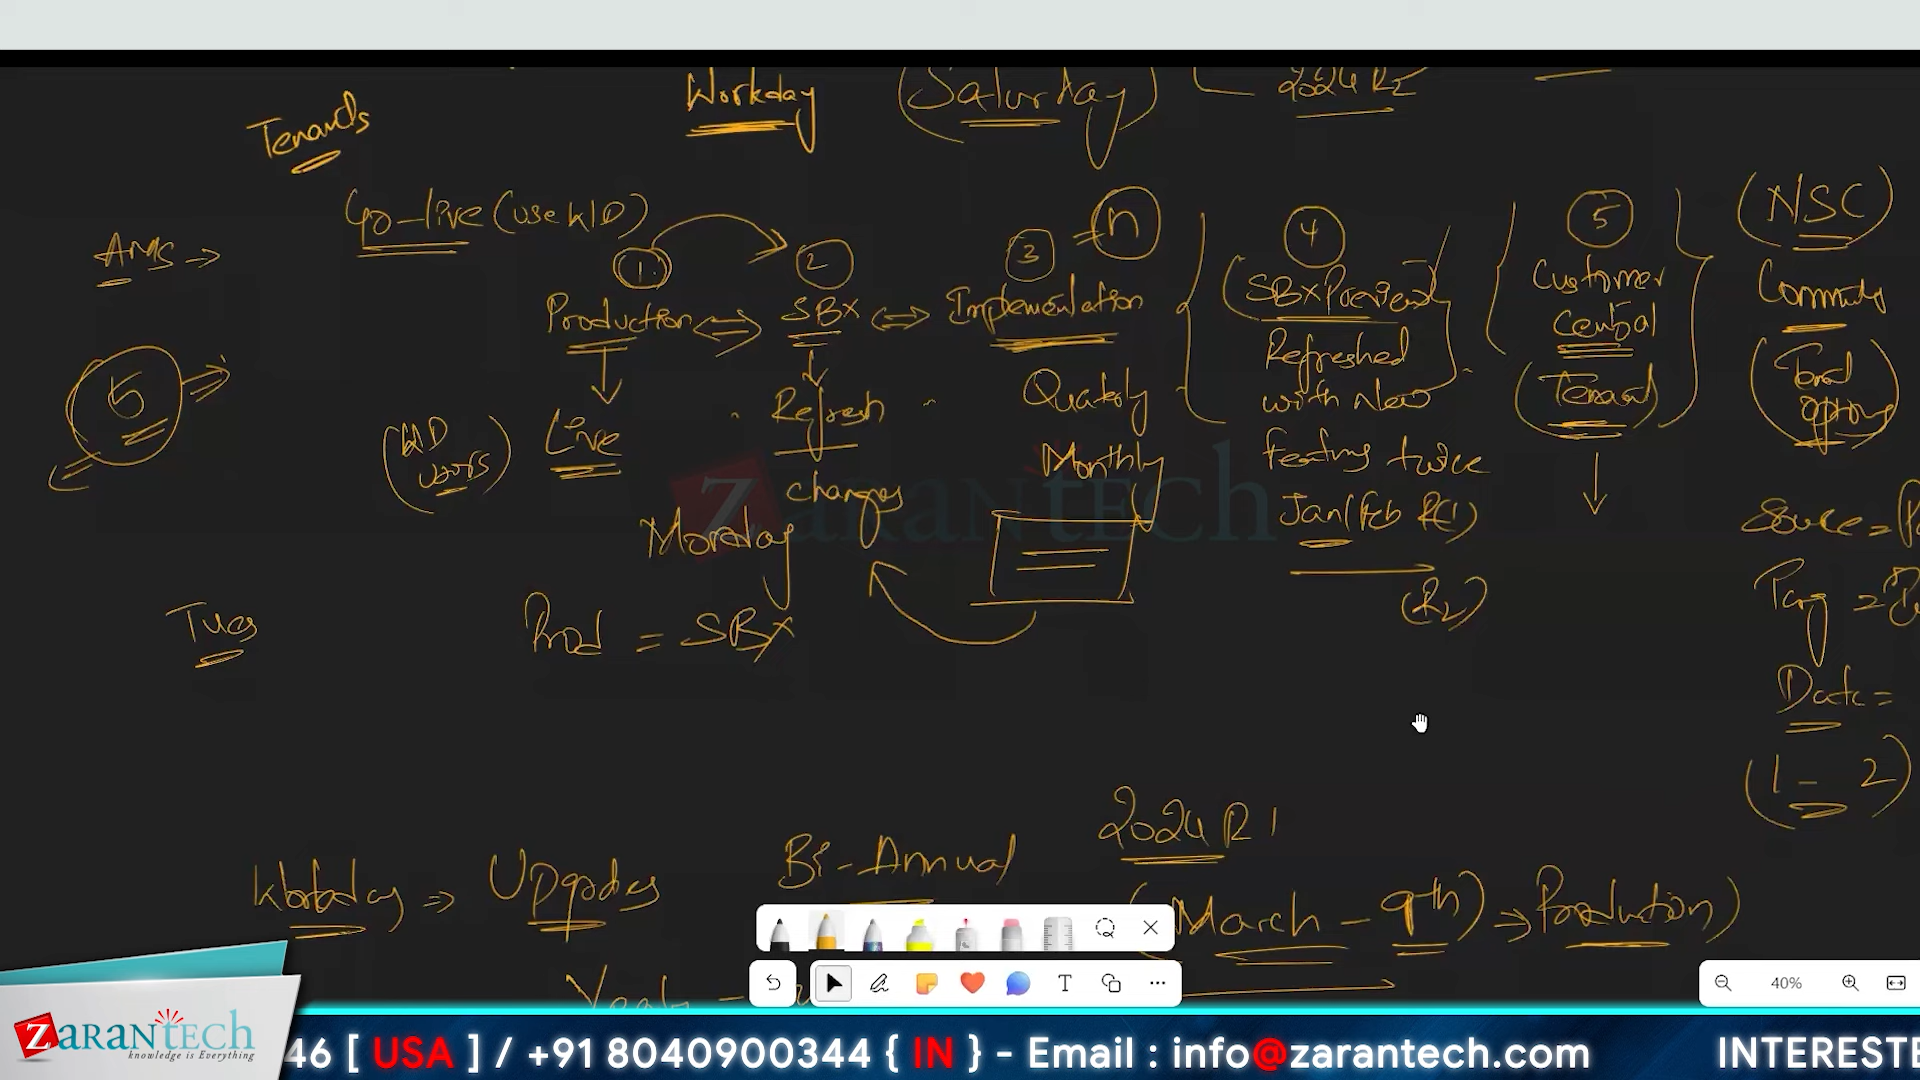 Workday (Saturday) 2024 R2
Tenants
Go-live (use WD)
AMS →
1 2 3 = n 4 5
(NSC)
Production ⇔ SBX ⇔ Implementation
(SBX Preview)
Refreshed
with New
Features twice
Jan/Feb R(1)
(R2)
Customer
Central
(Tenant)
Community
5
(WD
users)
Live
Refresh
changes
Monday
Prod = SBX
Quaterly
Monthly
Tues
Source =
Targ =
Date =
(1 - 2)
2024 R1
Workday ⇒ Upgrades Bi-Annual
(March - 9th) ⇒ Production)
ZARANTECH
T
40%
ZARANTECH
knowledge is Everything
46 [ USA ] / +91 8040900344 { IN } - Email : info@zarantech.com INTERESTE